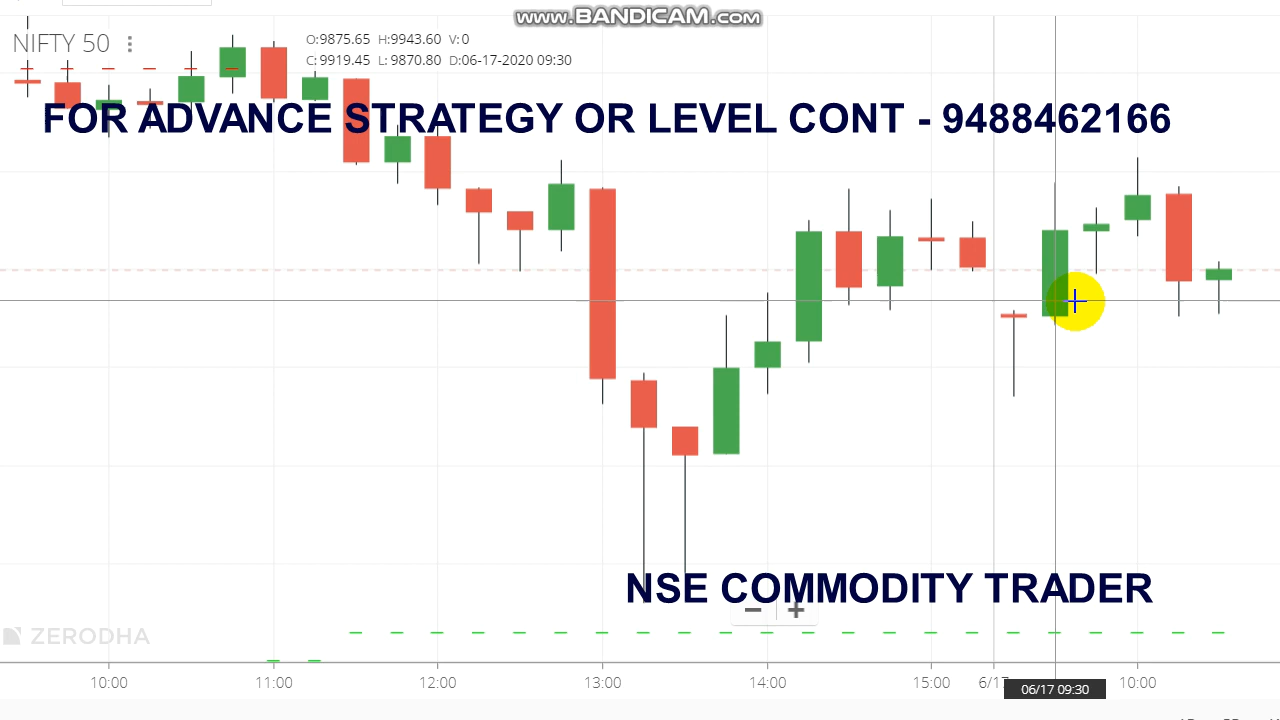 www.BANDICAM.com
NIFTY 50
O:9875.65 H:9943.60 V:0
C:9919.45 L: 9870.80 D:06-17-2020 09:30
FOR ADVANCE STRATEGY OR LEVEL CONT - 9488462166
NSE COMMODITY TRADER
ZERODHA
10:00 11:00 12:00 13:00 14:00 15:00 6/17 10:00
06/17 09:30